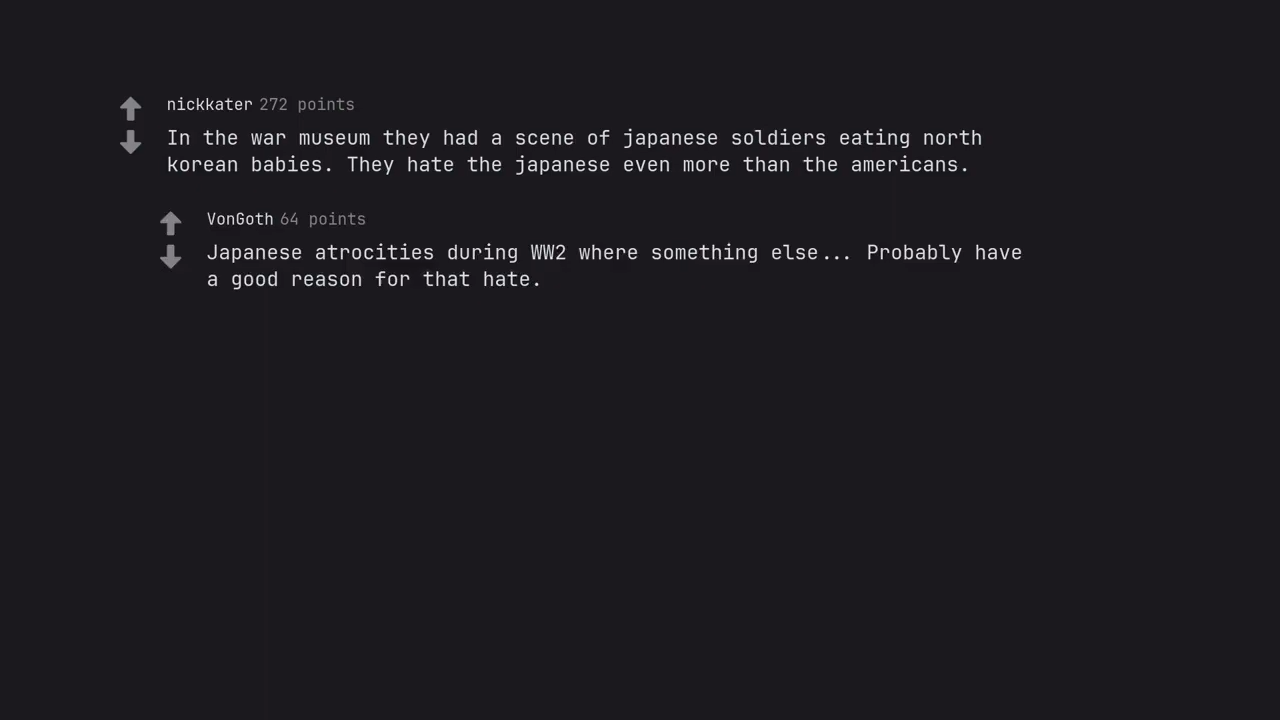 nickkater 272 points
In the war museum they had a scene of japanese soldiers eating north
korean babies. They hate the japanese even more than the americans.
VonGoth 64 points
Japanese atrocities during WW2 where something else... Probably have
a good reason for that hate.